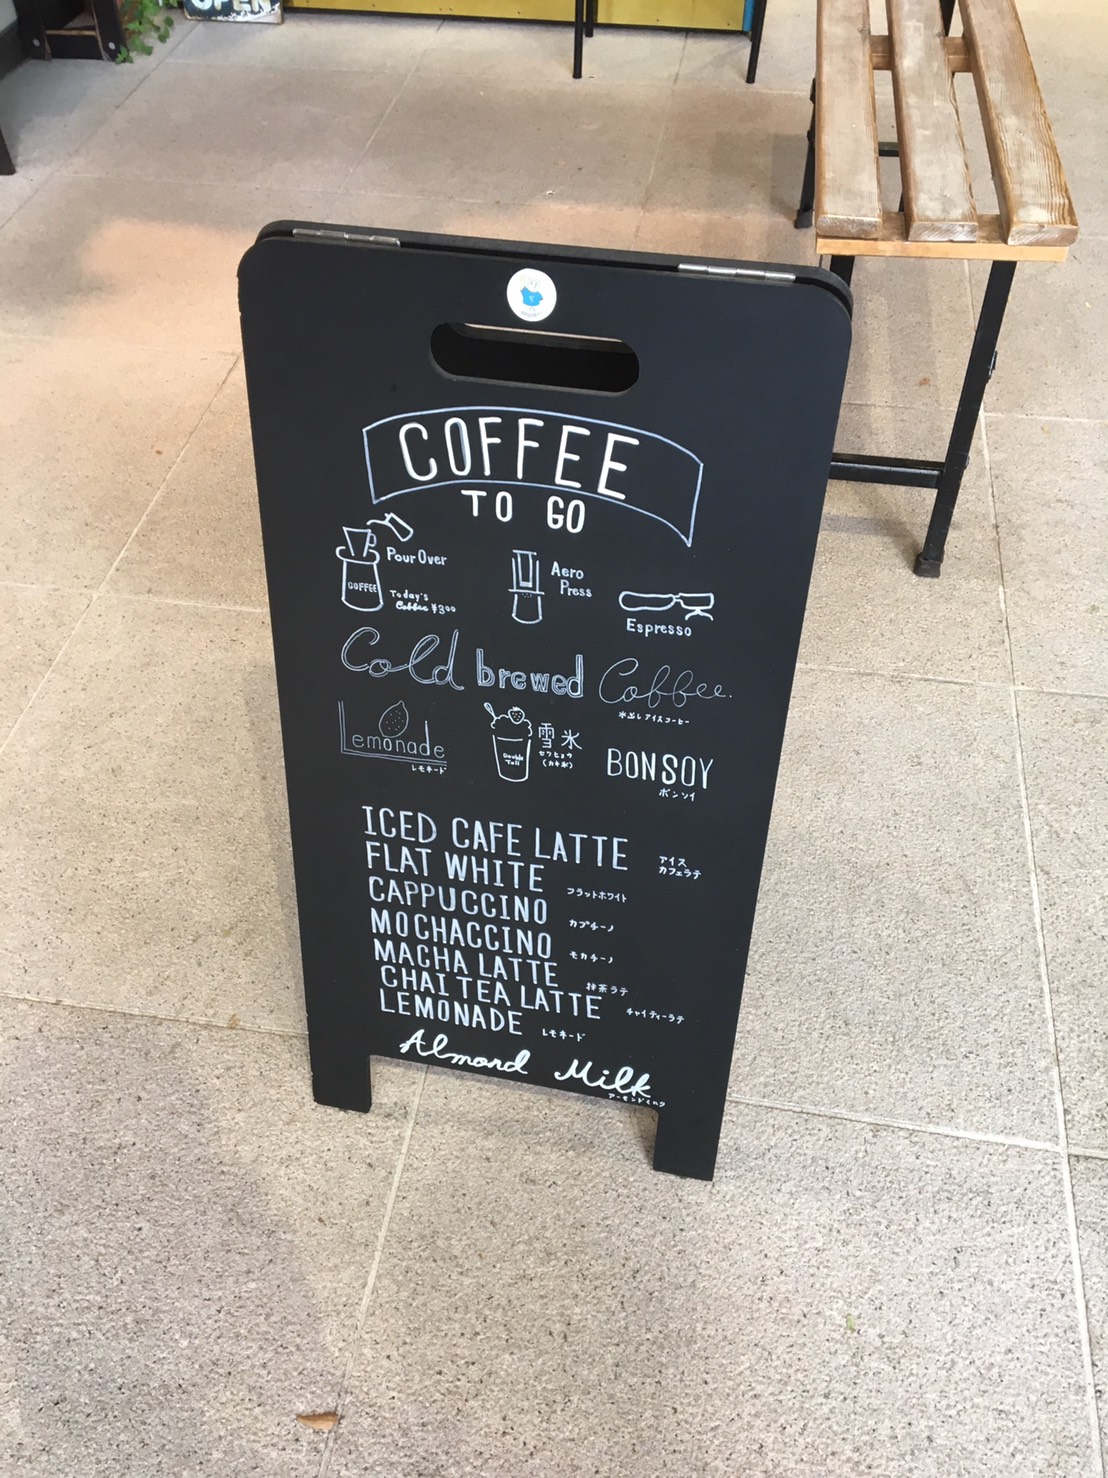 OPEN
COFFEE
TO GO
Pour Over
COFFEE
Today's
Coffee ¥300
Aero
Press
Espresso
Cold brewed Coffee.
水出しアイスコーヒー
Lemonade
レモネード
Double
Tall
雪氷
セツヒョウ
(カキ氷)
BONSOY
ボンソイ
ICED CAFE LATTE アイス
カフェラテ
FLAT WHITE フラットホワイト
CAPPUCCINO カプチーノ
MOCHACCINO モカチーノ
MACHA LATTE 抹茶ラテ
CHAI TEA LATTE チャイティーラテ
LEMONADE レモネード
Almond Milk
アーモンドミルク